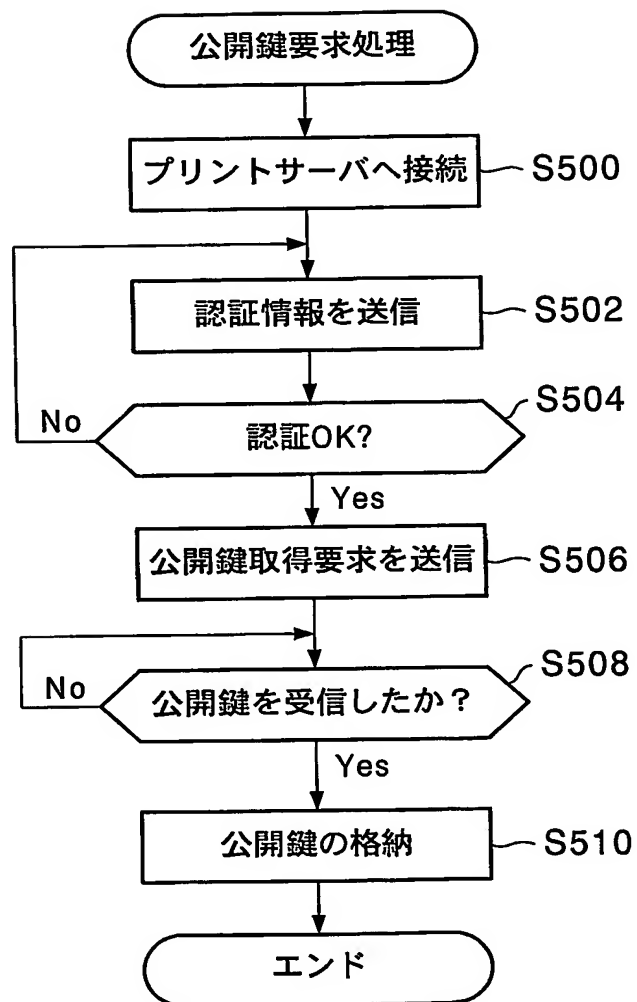 公開鍵要求処理
プリントサーバへ接続
S500
認証情報を送信
S502
S504
No
認証OK?
Yes
公開鍵取得要求を送信
S506
S508
No
公開鍵を受信したか？
Yes
公開鍵の格納
S510
エンド